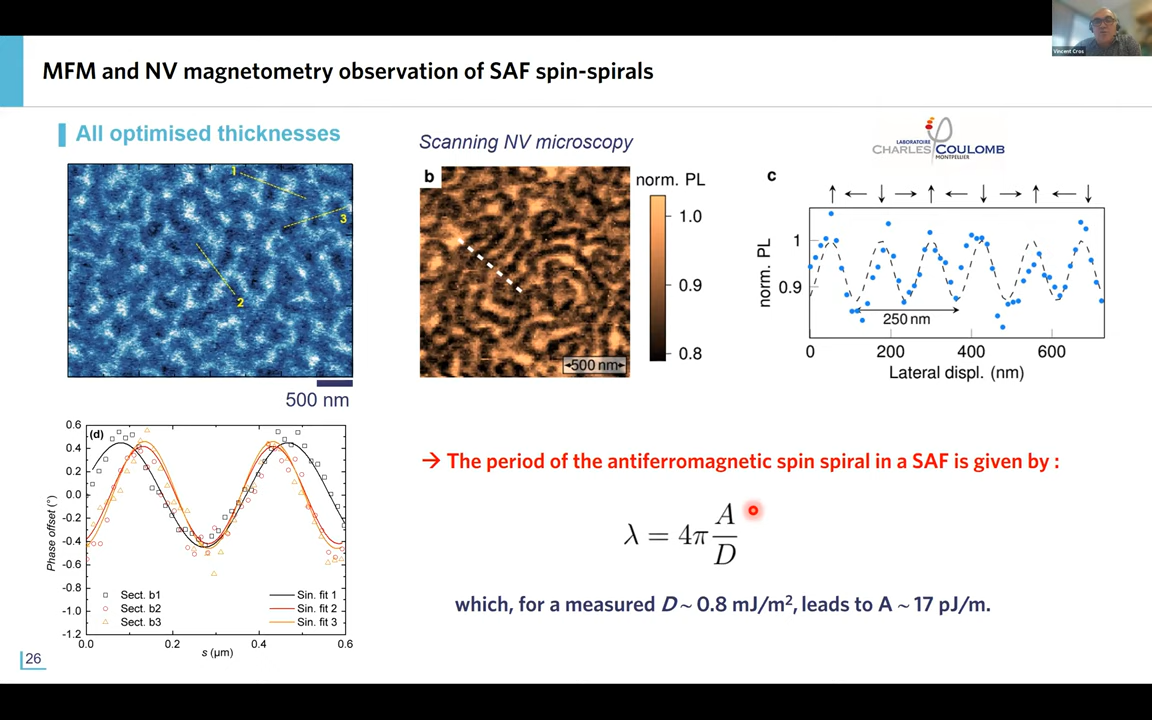 Vincent Cros
MFM and NV magnetometry observation of SAF spin-spirals
All optimised thicknesses
1
3
2
500 nm
Scanning NV microscopy
b
500 nm
norm. PL
1.0
0.9
0.8
LABORATOIRE
CHARLES COULOMB
MONTPELLIER
c
norm. PL
1
0.9
250 nm
0 200 400 600
Lateral displ. (nm)
(d)
Phase offset (°)
0.6
0.4
0.2
0.0
-0.2
-0.4
-0.6
-0.8
-1.0
-1.2
Sect. b1 Sin. fit 1
Sect. b2 Sin. fit 2
Sect. b3 Sin. fit 3
0.0 0.2 0.4 0.6
s (µm)
→ The period of the antiferromagnetic spin spiral in a SAF is given by :
λ = 4π A/D
which, for a measured D ~ 0.8 mJ/m², leads to A ~ 17 pJ/m.
26